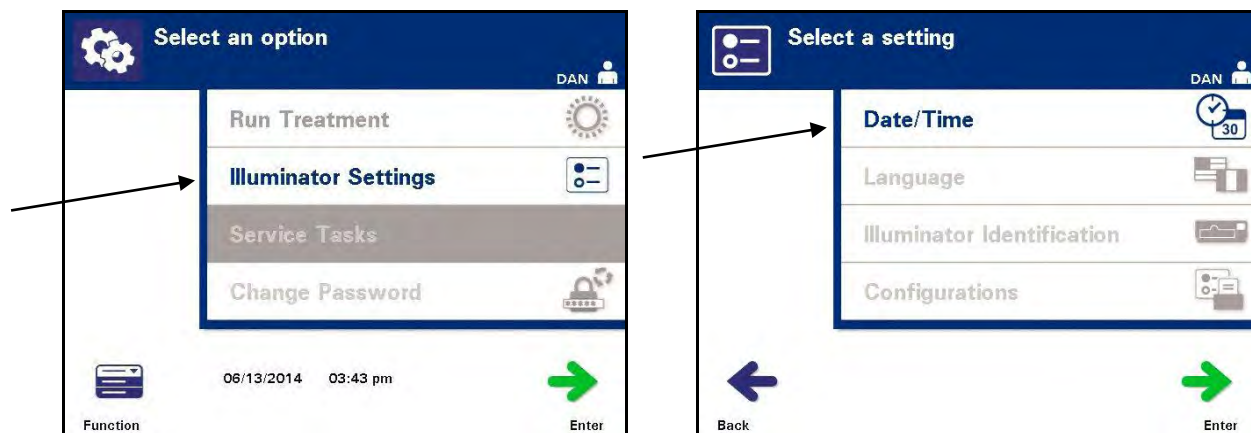 Select an option
DAN
Run Treatment
Illuminator Settings
Service Tasks
Change Password
06/13/2014 03:43 pm
Function
Enter
Select a setting
DAN
Date/Time
30
Language
Illuminator Identification
Configurations
Back
Enter